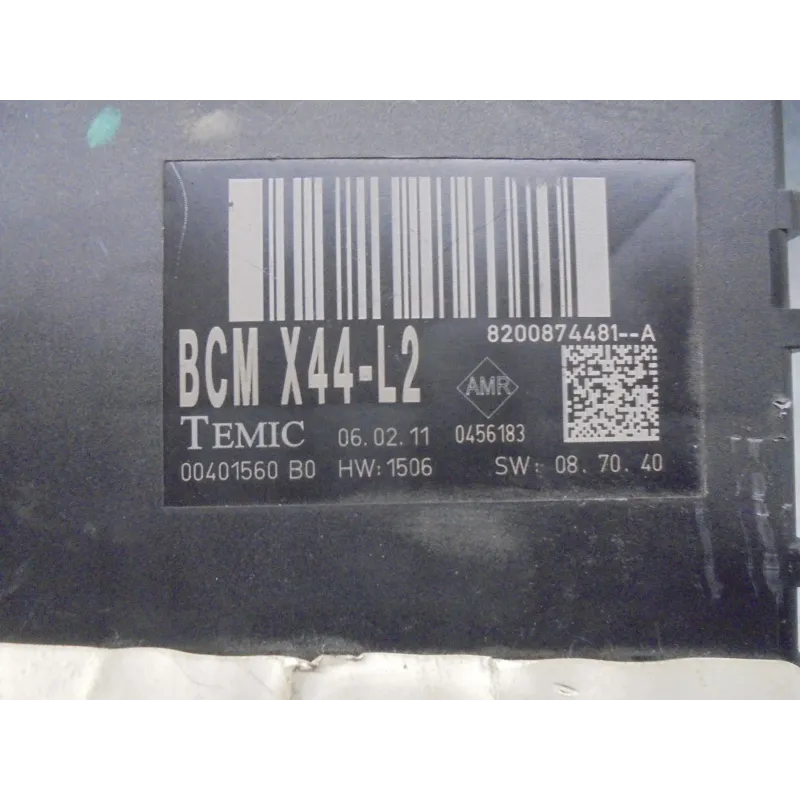 8200874481--A
BCM X44-L2
AMR
TEMIC 06.02.11 0456183
00401560 B0 HW:1506 SW: 08.70.40